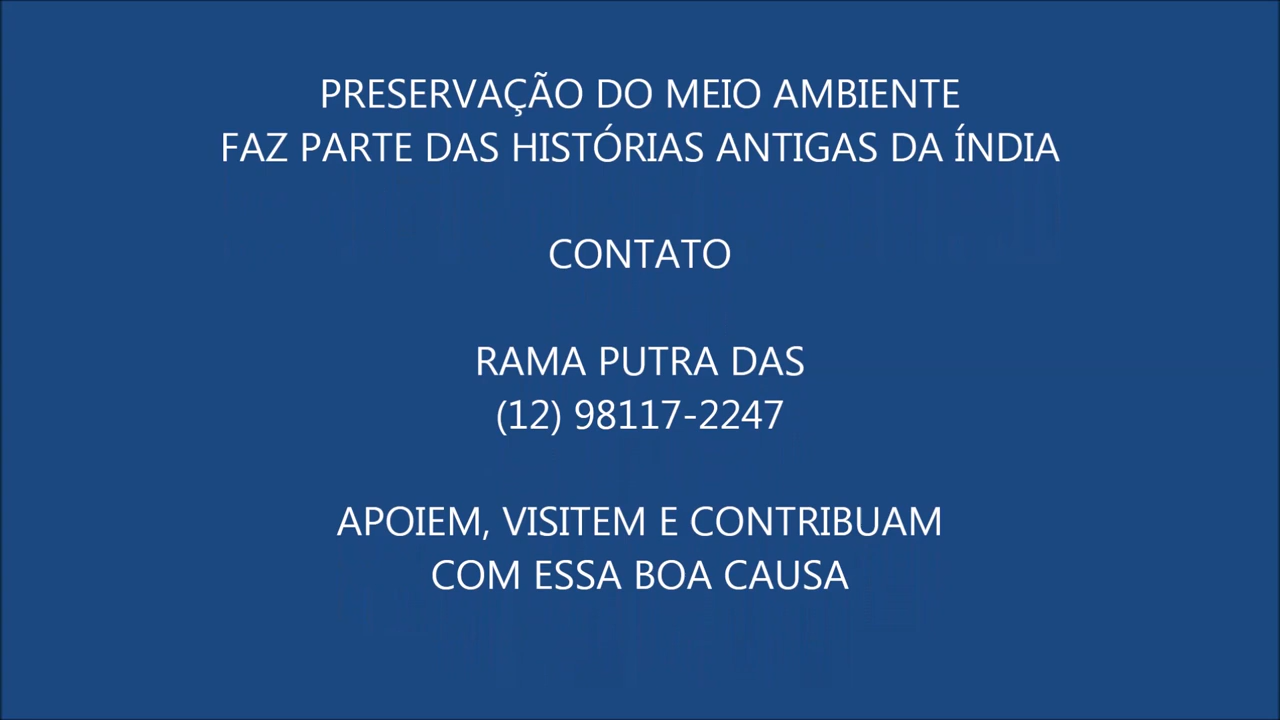 PRESERVAÇÃO DO MEIO AMBIENTE
FAZ PARTE DAS HISTÓRIAS ANTIGAS DA ÍNDIA
CONTATO
RAMA PUTRA DAS
(12) 98117-2247
APOIEM, VISITEM E CONTRIBUAM
COM ESSA BOA CAUSA